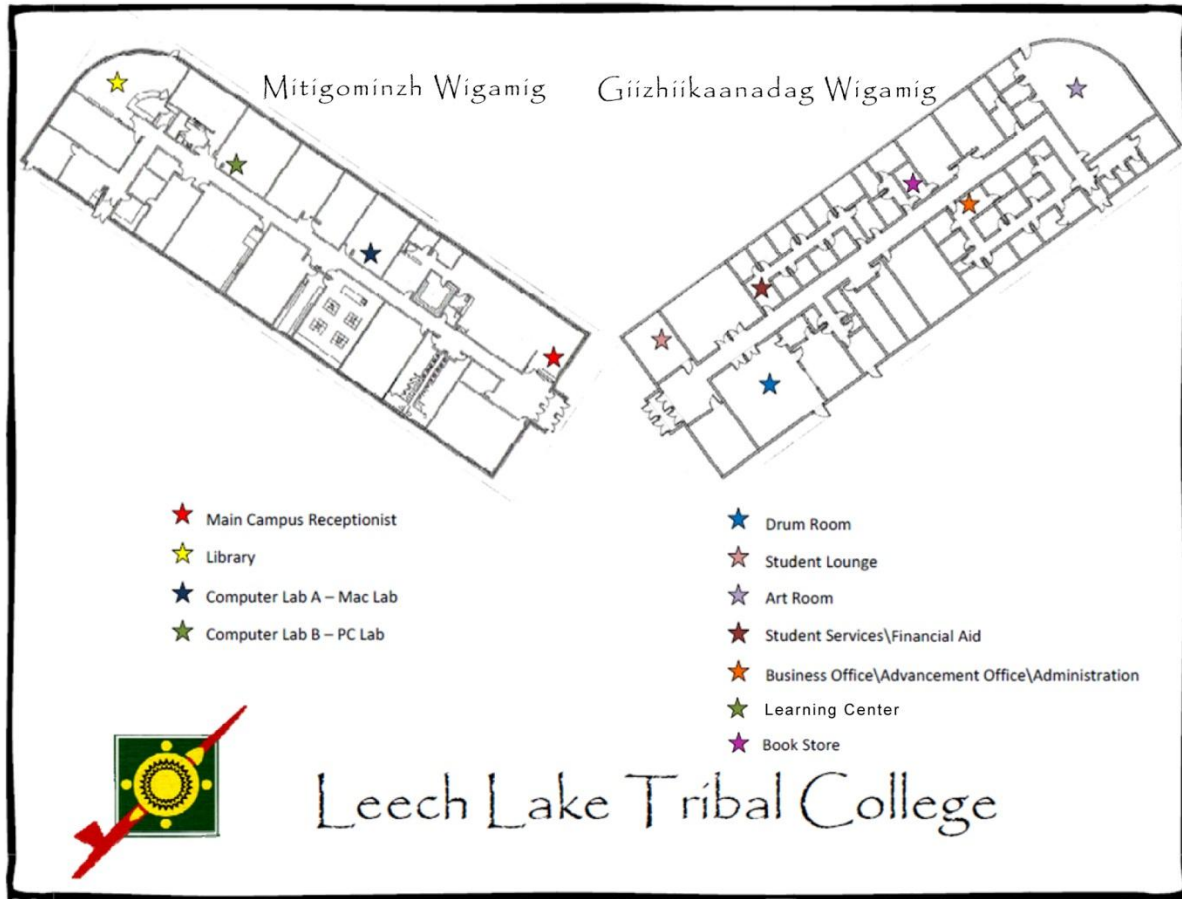 Mitigominzh Wigamig
Giizhiikaanadag Wigamig
Main Campus Receptionist
Library
Computer Lab A – Mac Lab
Computer Lab B – PC Lab
Drum Room
Student Lounge
Art Room
Student Services\Financial Aid
Business Office\Advancement Office\Administration
Learning Center
Book Store
Leech Lake Tribal College